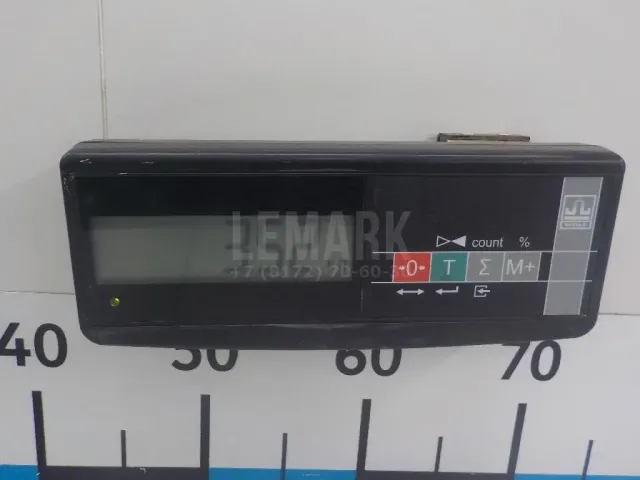 LEMARK
+7 (8172) 70-60-
count %
→0← T Σ M+
40 50 60 70